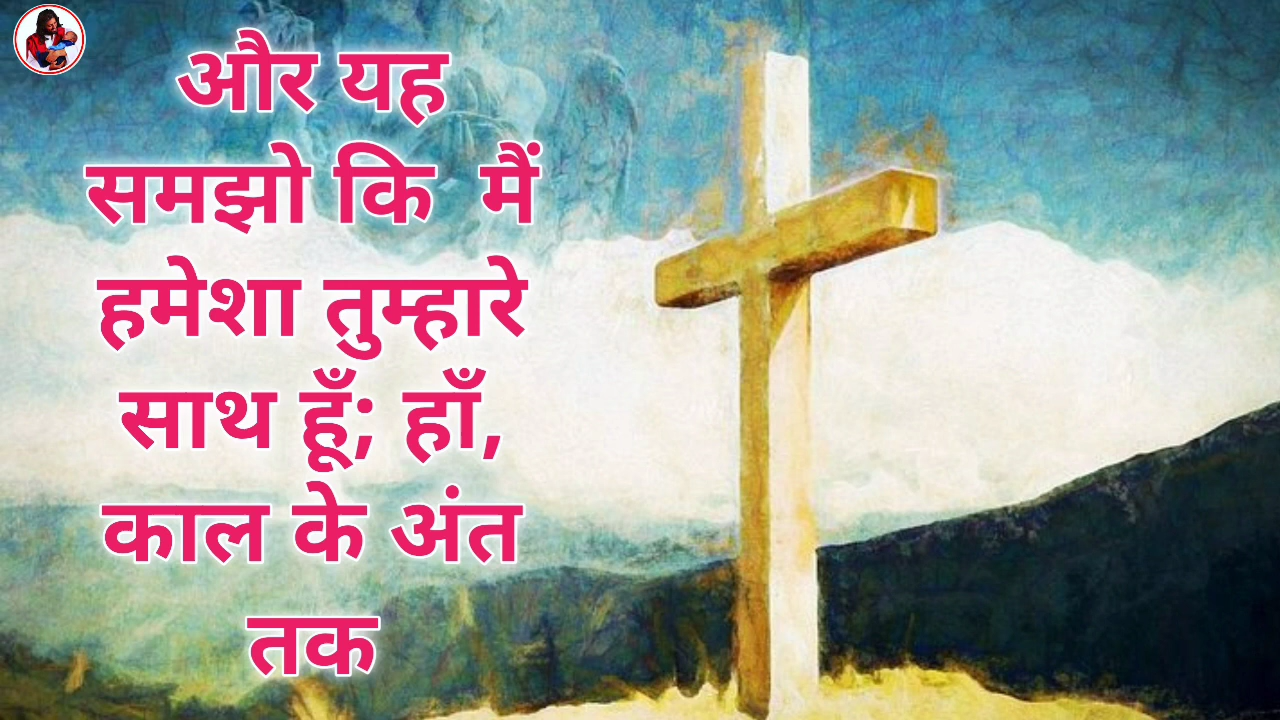 और यह
समझो कि मैं
हमेशा तुम्हारे
साथ हूँ; हाँ,
काल के अंत
तक